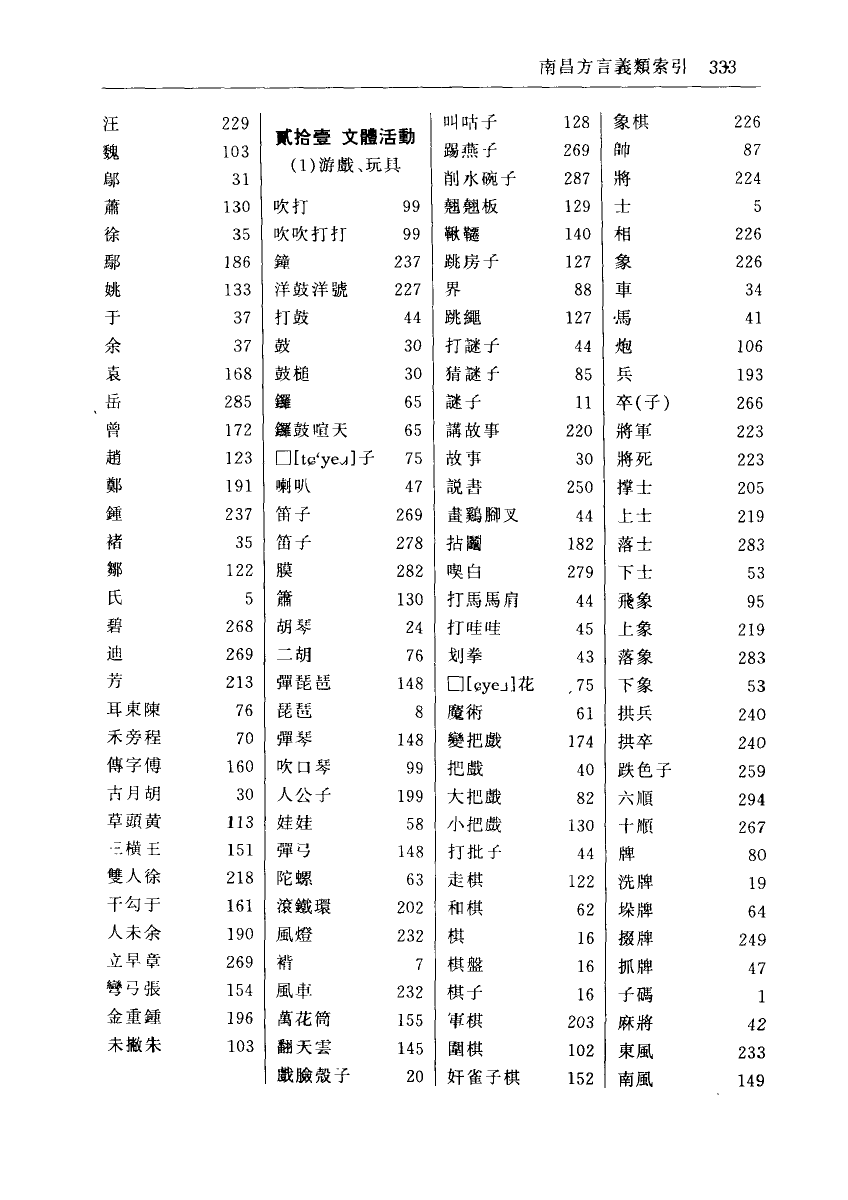 南昌方言義類索引 333
汪 229
魏 103
鄔 31
蕭 130
徐 35
鄢 186
姚 133
于 37
余 37
袁 168
岳 285
曾 172
趙 123
鄭 191
鍾 237
褚 35
鄒 122
氏 5
碧 268
迪 269
芳 213
耳東陳 76
禾旁程 70
傅字傅 160
古月胡 30
草頭黃 113
三橫王 151
雙人徐 218
干勾于 161
人未余 190
立早章 269
彎弓張 154
金重鍾 196
未撇朱 103
貳拾壹 文體活動
(1)游戲、玩具
吹打 99
吹吹打打 99
鐘 237
洋鼓洋號 227
打鼓 44
鼓 30
鼓槌 30
鑼 65
鑼鼓喧天 65
75
喇叭 47
笛子 269
笛子 278
膜 282
簫 130
胡琴 24
二胡 76
彈琵琶 148
琵琶 8
彈琴 148
吹口琴 99
人公子 199
娃娃 58
彈弓 148
陀螺 63
滾鐵環 202
風燈 232
7
風車 232
萬花筒 155
翻天雲 145
戲臉殼子 20
叫咕子 128
踢燕子 269
削水碗子 287
翹翹板 129
鞦韆 140
跳房子 127
界 88
跳繩 127
打謎子 44
猜謎子 85
謎子 11
講故事 220
故事 30
説書 250
畫鷄脚叉 44
拈鬮 182
喫白 279
打馬馬肩 44
打哇哇 45
划拳 43
□[ɕyeɹ]花 75
魔術 61
變把戲 174
把戲 40
大把戲 82
小把戲 130
打批子 44
走棋 122
和棋 62
棋 16
棋盤 16
棋子 16
軍棋 203
圍棋 102
奸雀子棋 152
象棋 226
帥 87
將 224
士 5
相 226
象 226
車 34
馬 41
炮 106
兵 193
卒(子) 266
將軍 223
將死 223
撑士 205
上士 219
落士 283
下士 53
飛象 95
上象 219
落象 283
下象 53
拱兵 240
拱卒 240
跌色子 259
六順 294
十順 267
牌 80
洗牌 19
垛牌 64
掇牌 249
抓牌 47
子碼 1
麻將 42
東風 233
南風 149